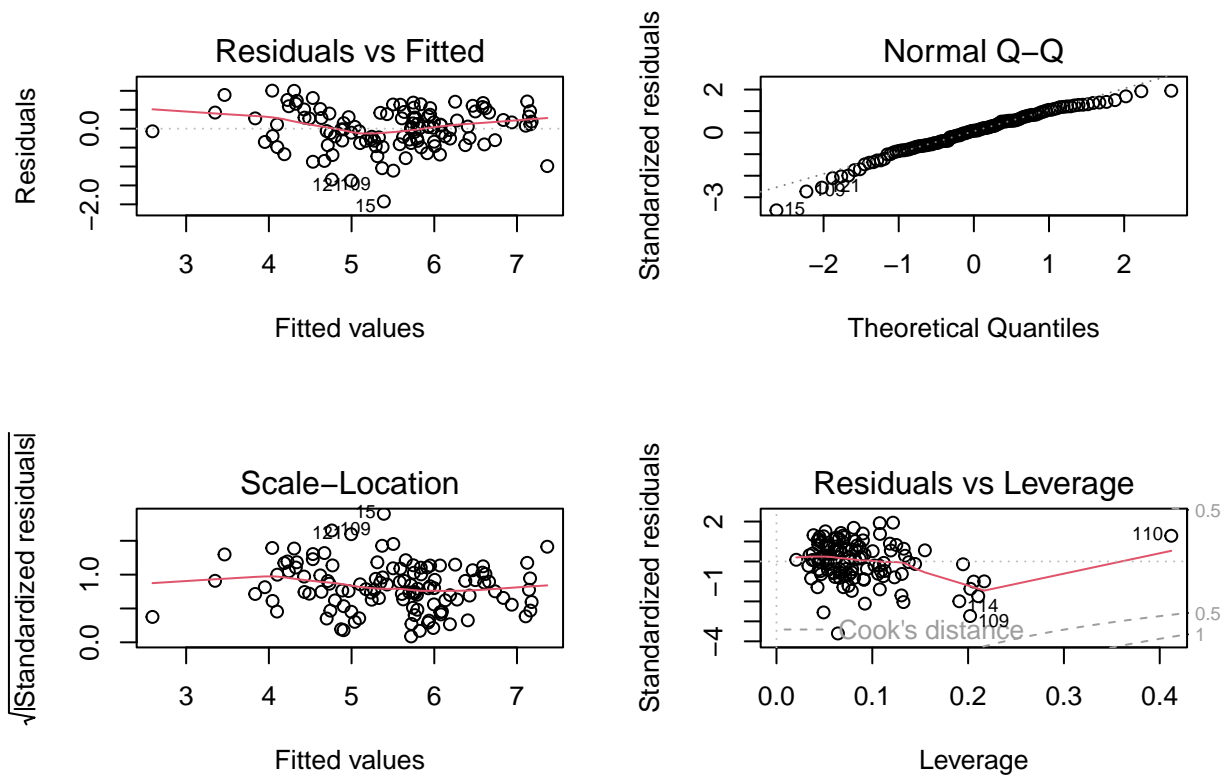 Residuals vs Fitted
Residuals
0.0
−2.0
121
109
15
3 4 5 6 7
Fitted values
Normal Q−Q
Standardized residuals
2
0
−3
121
15
−2 −1 0 1 2
Theoretical Quantiles
Scale−Location
√|Standardized residuals|
1.0
0.0
15
121
109
3 4 5 6 7
Fitted values
Residuals vs Leverage
Standardized residuals
2
−1
−4
0.5
110
114
109
0.5
1
Cook's distance
0.0 0.1 0.2 0.3 0.4
Leverage